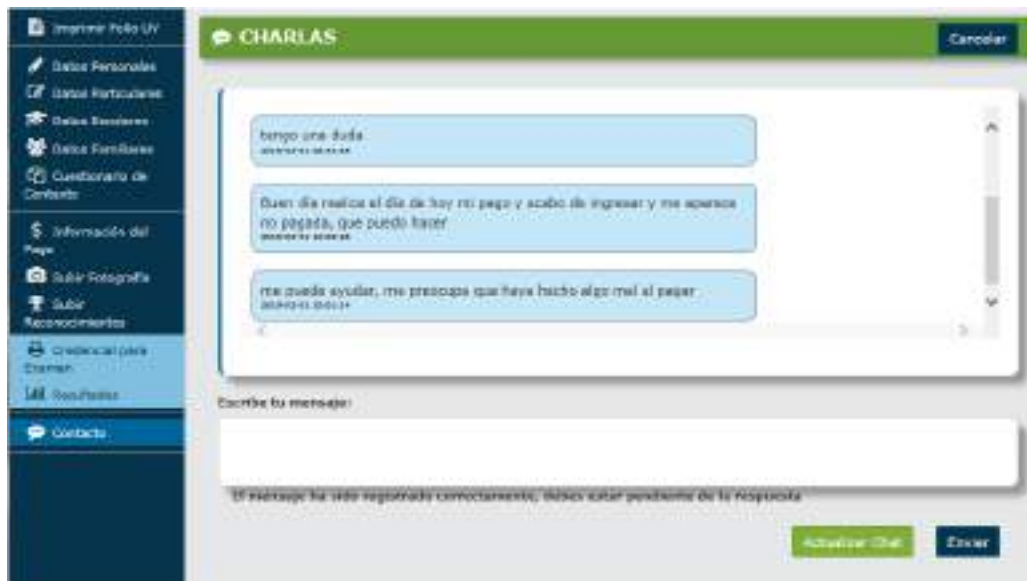 Imprimir Folio UV
Datos Personales
Datos Particulares
Datos Escolares
Datos Familiares
Cuestionario de
Contexto
$ Información del
Pago
Subir Fotografía
Subir
Reconocimientos
Credencial para
Examen
Resultados
Contacto
CHARLAS
Cancelar
tengo una duda
Buen día realice el día de hoy mi pago y acabo de ingresar y me aparece
no pagada, que puedo hacer
me puede ayudar, me preocupa que haya hecho algo mal al pagar
Escribe tu mensaje:
El mensaje ha sido registrado correctamente, debes estar pendiente de la respuesta
Actualizar Chat
Enviar